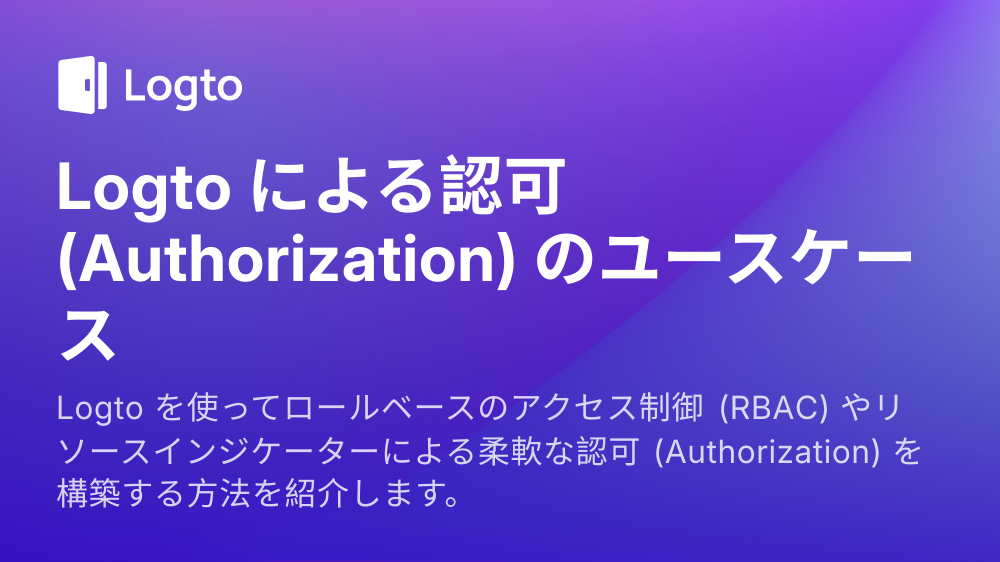 Logto
Logto による認可
(Authorization) のユースケー
ス
Logto を使ってロールベースのアクセス制御 (RBAC) やリ
ソースインジケーターによる柔軟な認可 (Authorization) を
構築する方法を紹介します。